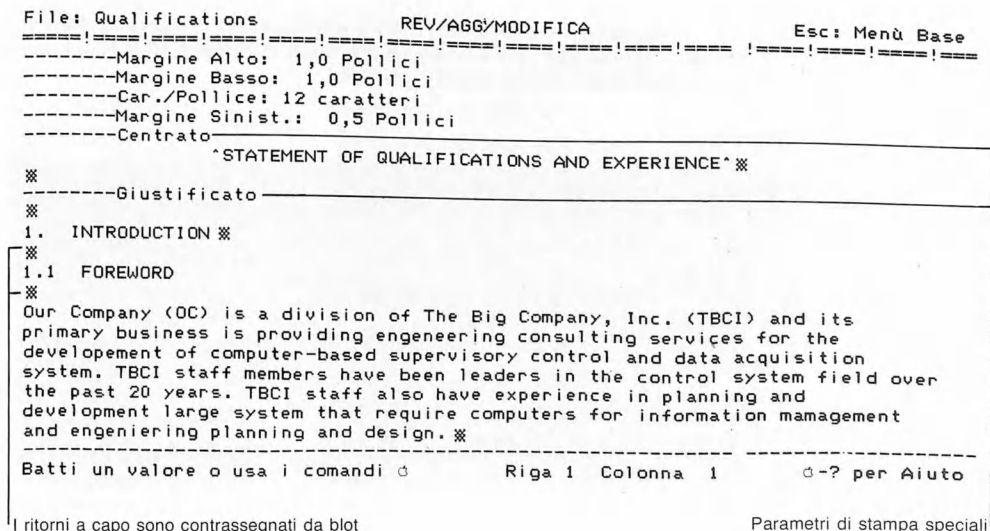 File: Qualifications REV/AGG/MODIFICA Esc: Menù Base
=====!====!====!====!====!====!====!====!====!====!====!====!==== !====!====!====!===
--------Margine Alto: 1,0 Pollici
--------Margine Basso: 1,0 Pollici
--------Car./Pollice: 12 caratteri
--------Margine Sinist.: 0,5 Pollici
--------Centrato
^STATEMENT OF QUALIFICATIONS AND EXPERIENCE^ ※
※
--------Giustificato
※
1. INTRODUCTION ※
※
1.1 FOREWORD
※
Our Company (OC) is a division of The Big Company, Inc. (TBCI) and its
primary business is providing engeneering consulting services for the
developement of computer-based supervisory control and data acquisition
system. TBCI staff members have been leaders in the control system field over
the past 20 years. TBCI staff also have experience in planning and
development large system that require computers for information mamagement
and engeniering planning and design. ※
Batti un valore o usa i comandi Riga 1 Colonna 1 -? per Aiuto
I ritorni a capo sono contrassegnati da blot Parametri di stampa speciali